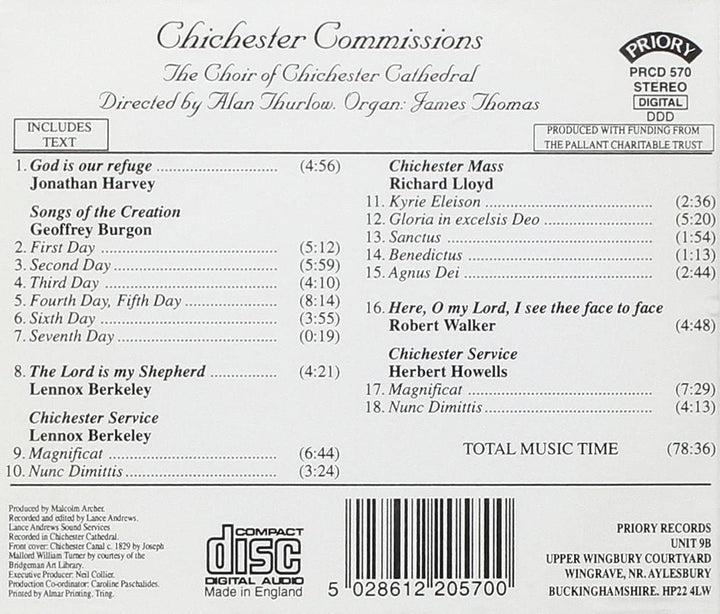 Chichester Commissions
The Choir of Chichester Cathedral
Directed by Alan Thurlow. Organ: James Thomas
PRIORY
PRCD 570
STEREO
DIGITAL
DDD
INCLUDES
TEXT
PRODUCED WITH FUNDING FROM
THE PALLANT CHARITABLE TRUST
1. God is our refuge (4:56)
Jonathan Harvey
Songs of the Creation
Geoffrey Burgon
2. First Day (5:12)
3. Second Day (5:59)
4. Third Day (4:10)
5. Fourth Day, Fifth Day (8:14)
6. Sixth Day (3:55)
7. Seventh Day (0:19)
8. The Lord is my Shepherd (4:21)
Lennox Berkeley
Chichester Service
Lennox Berkeley
9. Magnificat (6:44)
10. Nunc Dimittis (3:24)
Chichester Mass
Richard Lloyd
11. Kyrie Eleison (2:36)
12. Gloria in excelsis Deo (5:20)
13. Sanctus (1:54)
14. Benedictus (1:13)
15. Agnus Dei (2:44)
16. Here, O my Lord, I see thee face to face
Robert Walker (4:48)
Chichester Service
Herbert Howells
17. Magnificat (7:29)
18. Nunc Dimittis (4:13)
TOTAL MUSIC TIME (78:36)
Produced by Malcolm Archer.
Recorded and edited by Lance Andrews.
Lance Andrews Sound Services
Recorded in Chichester Cathedral.
Front cover: Chichester Canal c. 1829 by Joseph
Mallord William Turner by courtesy of the
Bridgeman Art Library.
Executive Producer: Neil Collier.
Production Co-ordinator: Caroline Paschalides.
Printed by Almar Printing, Tring.
COMPACT
disc
DIGITAL AUDIO
Made in England
5 028612 205700
PRIORY RECORDS
UNIT 9B
UPPER WINGBURY COURTYARD
WINGRAVE, NR. AYLESBURY
BUCKINGHAMSHIRE. HP22 4LW